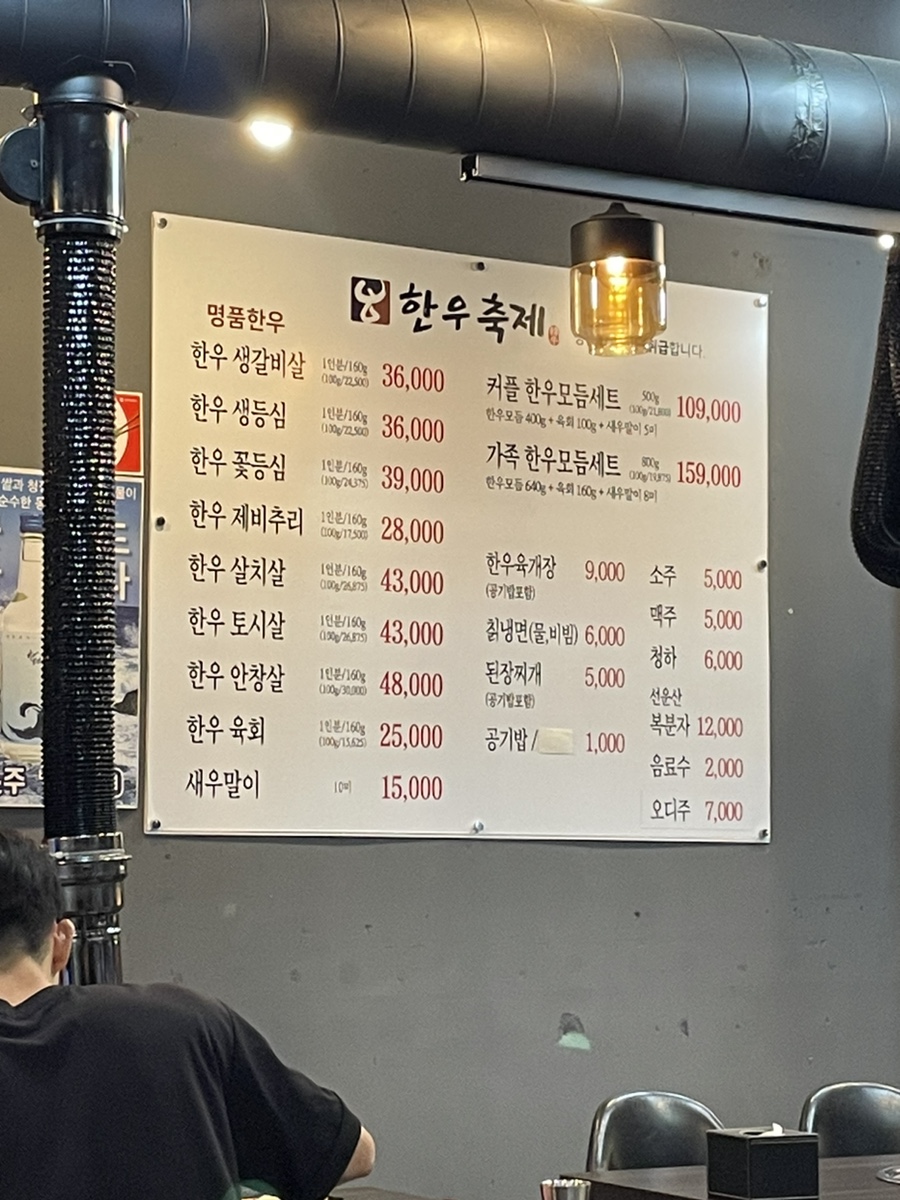 한우축제
취급합니다.
명품한우
한우 생갈비살 1인분/160g (100g/22,500) 36,000
한우 생등심 1인분/160g (100g/22,500) 36,000
한우 꽃등심 1인분/160g (100g/24,375) 39,000
한우 제비추리 1인분/160g (100g/17,500) 28,000
한우 살치살 1인분/160g (100g/26,875) 43,000
한우 토시살 1인분/160g (100g/26,875) 43,000
한우 안창살 1인분/160g (100g/30,000) 48,000
한우 육회 1인분/160g (100g/15,625) 25,000
새우말이 10미 15,000
커플 한우모듬세트 500g (100g/21,800) 109,000
한우모듬 400g + 육회 100g + 새우말이 5미
가족 한우모듬세트 800g (100g/19,875) 159,000
한우모듬 640g + 육회 160g + 새우말이 8미
한우육개장 9,000
(공기밥포함)
칡냉면(물,비빔) 6,000
된장찌개 5,000
(공기밥포함)
공기밥 / 1,000
소주 5,000
맥주 5,000
청하 6,000
선운산
복분자 12,000
음료수 2,000
오디주 7,000